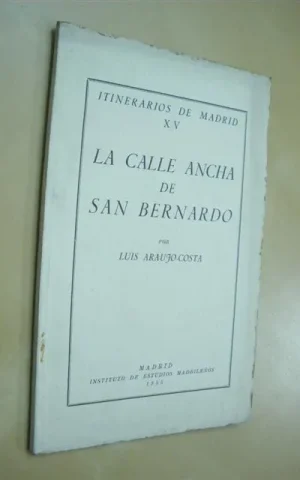 ITINERARIOS DE MADRID
XV
LA CALLE ANCHA
DE
SAN BERNARDO
POR
LUIS ARAUJO-COSTA
MADRID
INSTITUTO DE ESTUDIOS MADRILEÑOS